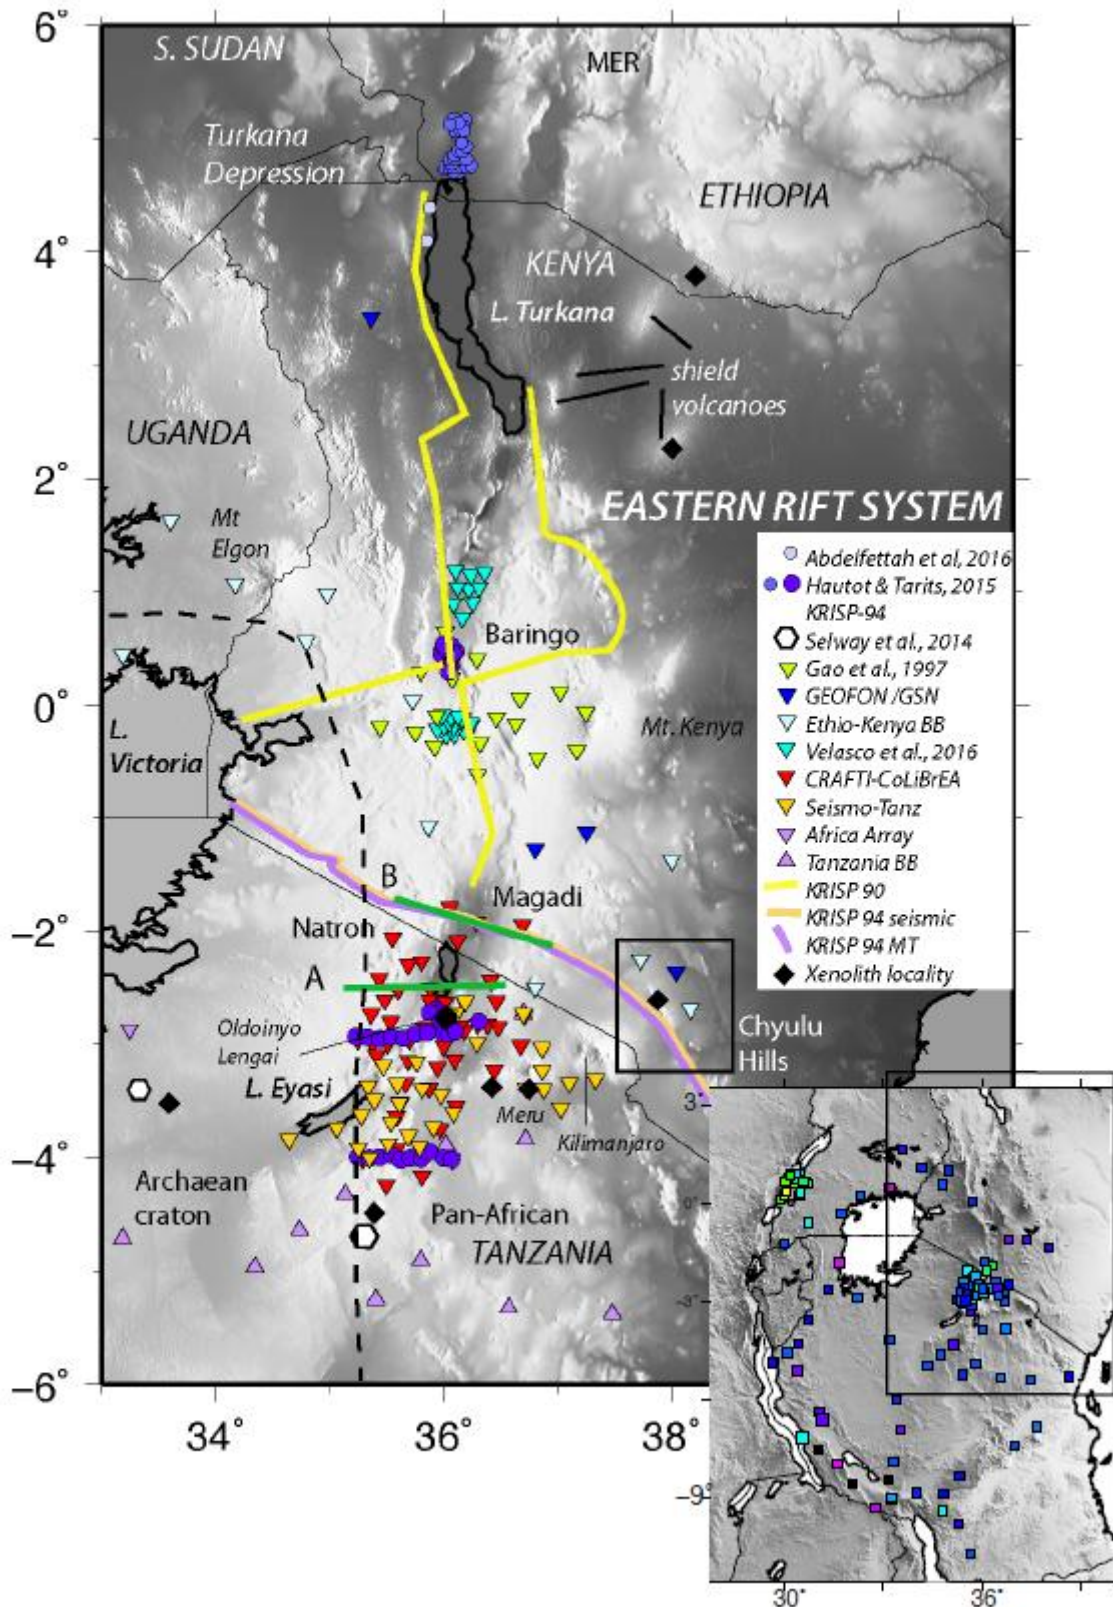 6°
4°
2°
0°
−2°
−4°
−6°
34°
36°
38°
S. SUDAN
MER
Turkana
Depression
ETHIOPIA
KENYA
L. Turkana
shield
volcanoes
UGANDA
Mt
Elgon
EASTERN RIFT SYSTEM
Baringo
L.
Victoria
Mt. Kenya
Abdelfettah et al, 2016
Hautot & Tarits, 2015
KRISP-94
Selway et al., 2014
Gao et al., 1997
GEOFON /GSN
Ethio-Kenya BB
Velasco et al., 2016
CRAFTI-CoLiBrEA
Seismo-Tanz
Africa Array
Tanzania BB
KRISP 90
KRISP 94 seismic
KRISP 94 MT
Xenolith locality
B
Magadi
Natron
A
Oldoinyo
Lengai
L. Eyasi
Chyulu
Hills
Meru
Kilimanjaro
Archaean
craton
Pan-African
TANZANIA
3
0°
−3°
−9°
30°
36°